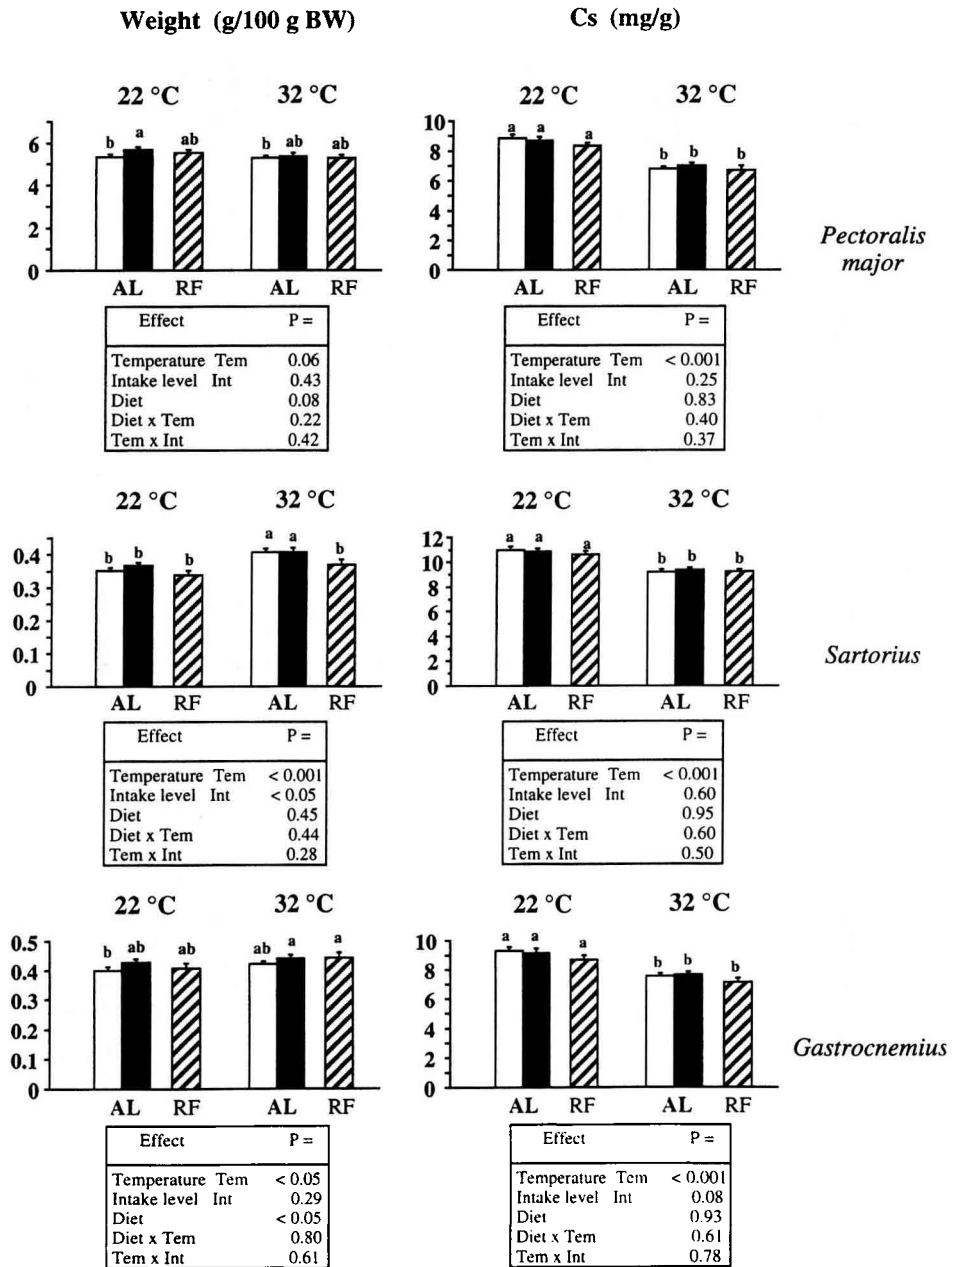 Weight (g/100 g BW)
Cs (mg/g)
22 °C
32 °C
22 °C
32 °C
6
4
2
0
b
a
ab
b
ab
ab
AL
RF
AL
RF
10
8
6
4
2
0
a
a
a
b
b
b
AL
RF
AL
RF
Pectoralis
major
Effect P =
Temperature Tem 0.06
Intake level Int 0.43
Diet 0.08
Diet x Tem 0.22
Tem x Int 0.42
Effect P =
Temperature Tem < 0.001
Intake level Int 0.25
Diet 0.83
Diet x Tem 0.40
Tem x Int 0.37
22 °C
32 °C
22 °C
32 °C
0.4
0.3
0.2
0.1
0
b
b
b
a
a
b
AL
RF
AL
RF
12
10
8
6
4
2
0
a
a
a
b
b
b
AL
RF
AL
RF
Sartorius
Effect P =
Temperature Tem < 0.001
Intake level Int < 0.05
Diet 0.45
Diet x Tem 0.44
Tem x Int 0.28
Effect P =
Temperature Tem < 0.001
Intake level Int 0.60
Diet 0.95
Diet x Tem 0.60
Tem x Int 0.50
22 °C
32 °C
22 °C
32 °C
0.5
0.4
0.3
0.2
0.1
0
b
ab
ab
ab
a
a
AL
RF
AL
RF
10
8
6
4
2
0
a
a
a
b
b
b
AL
RF
AL
RF
Gastrocnemius
Effect P =
Temperature Tem < 0.05
Intake level Int 0.29
Diet < 0.05
Diet x Tem 0.80
Tem x Int 0.61
Effect P =
Temperature Tem < 0.001
Intake level Int 0.08
Diet 0.93
Diet x Tem 0.61
Tem x Int 0.78